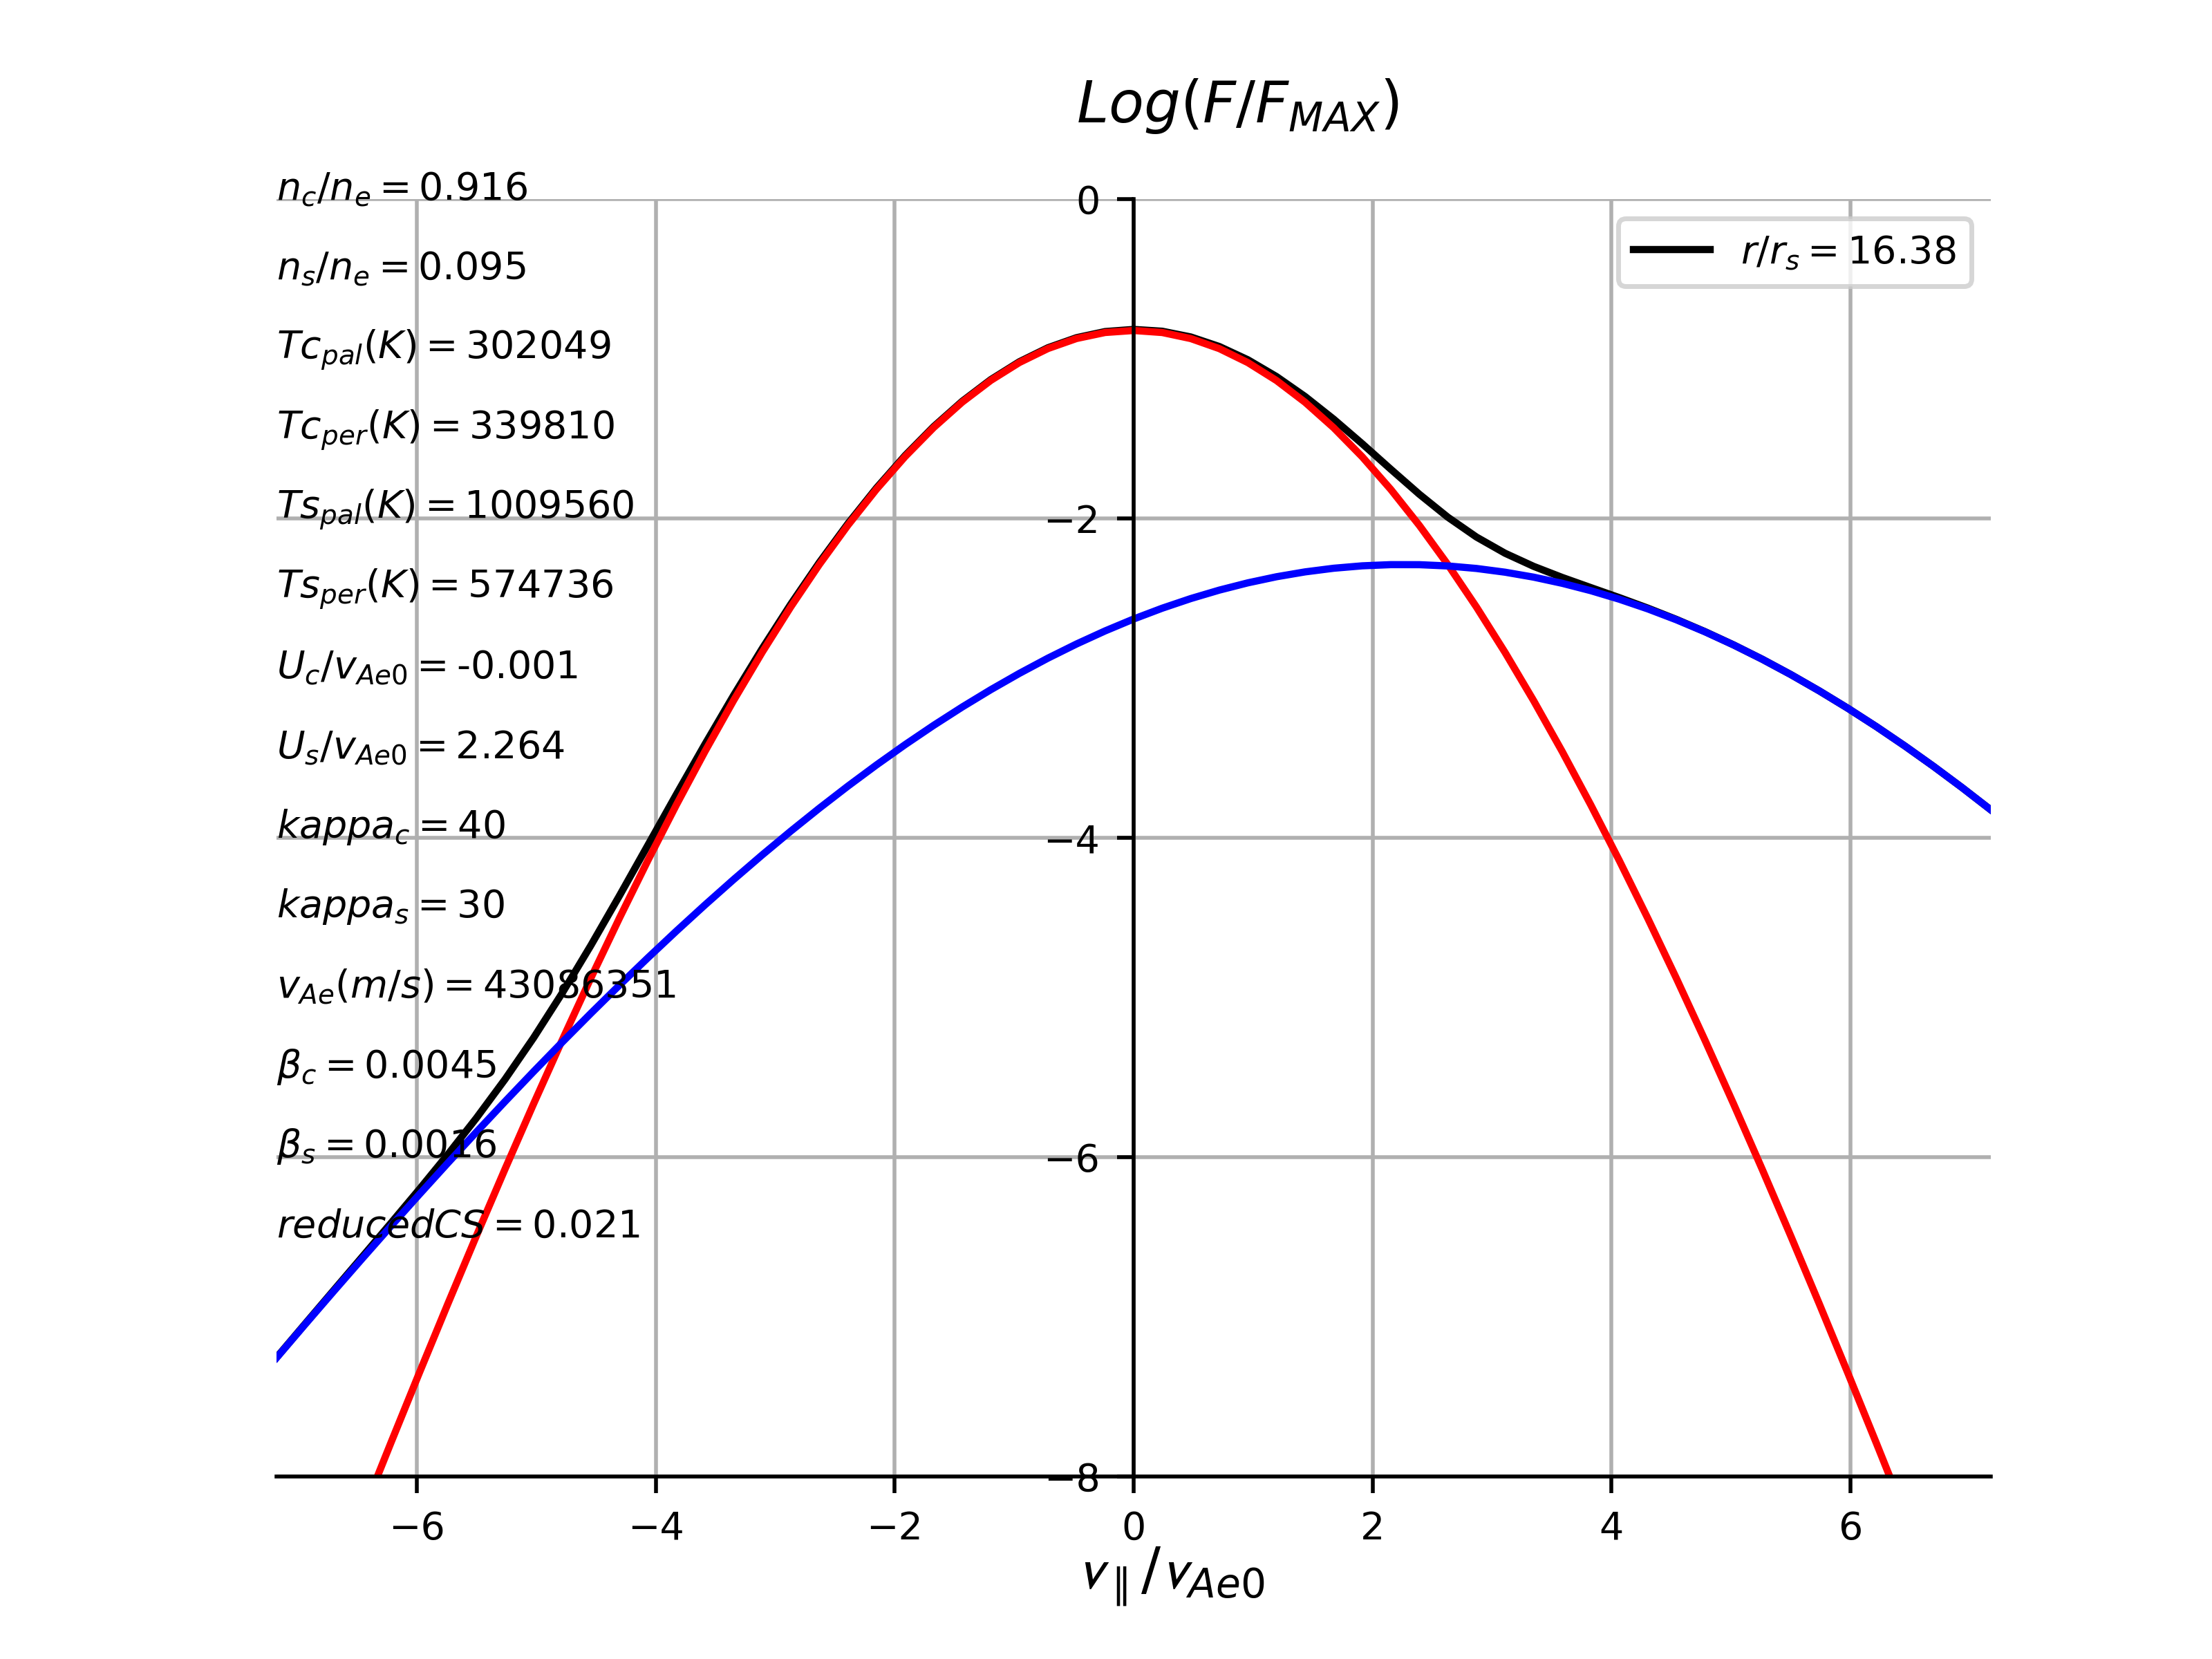 Log(F/F_MAX)
n_c/n_e = 0.916
0
r/r_s = 16.38
n_s/n_e = 0.095
Tc_pal(K) = 302049
Tc_per(K) = 339810
Ts_pal(K) = 1009560
−2
Ts_per(K) = 574736
U_c/v_Ae0 = -0.001
U_s/v_Ae0 = 2.264
kappa_c = 40
−4
kappa_s = 30
v_Ae(m/s) = 43086351
β_c = 0.0045
β_s = 0.0016
−6
reducedCS = 0.021
−8
−6 −4 −2 0 2 4 6
v_∥/v_Ae0